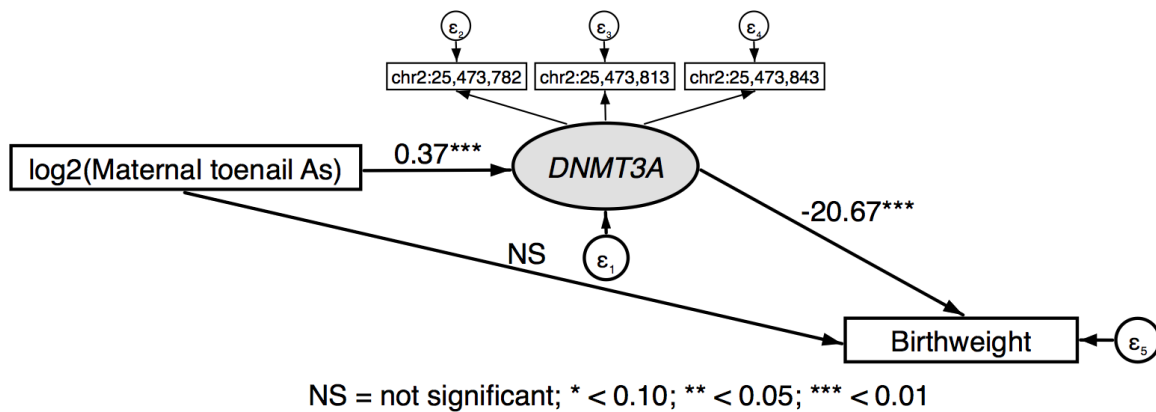 ε2 ε3 ε4
chr2:25,473,782 chr2:25,473,813 chr2:25,473,843
log2(Maternal toenail As) 0.37*** DNMT3A
-20.67***
NS ε1
Birthweight ε5
NS = not significant; * < 0.10; ** < 0.05; *** < 0.01